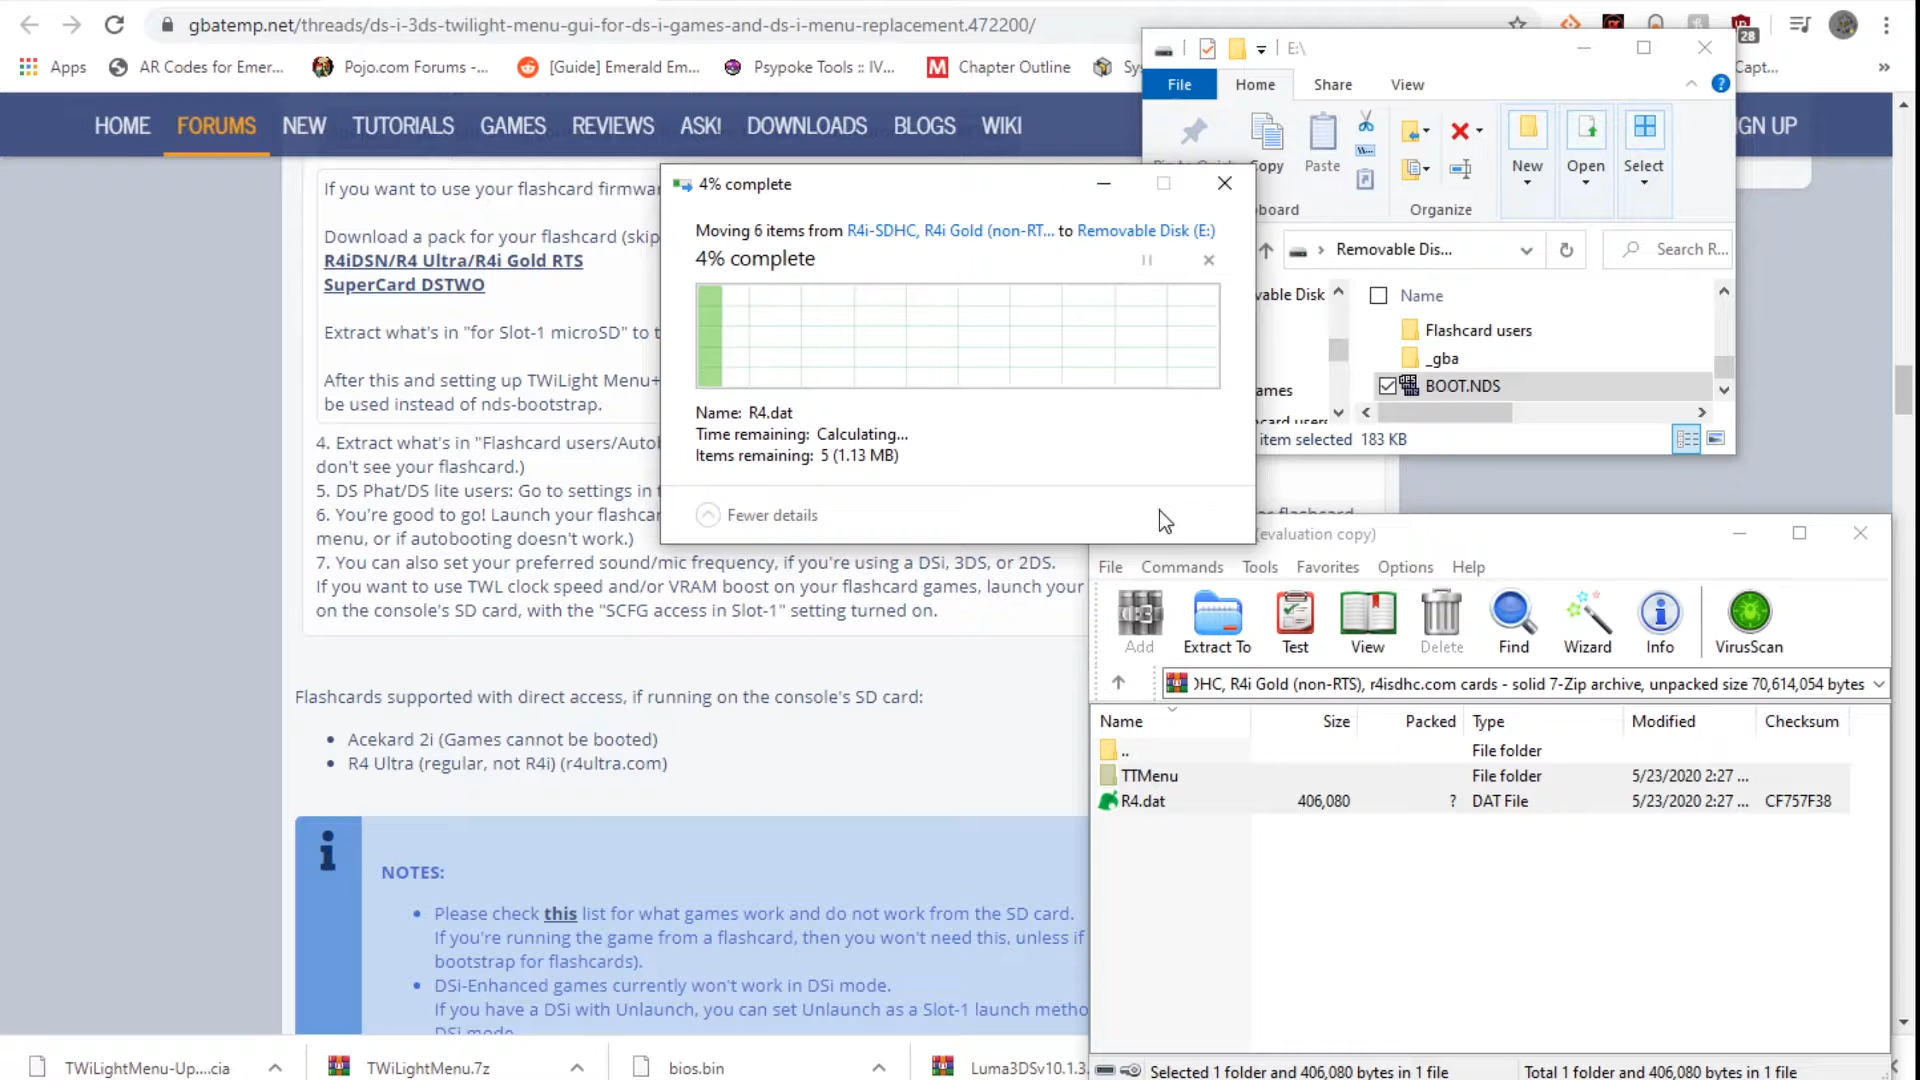 gbatemp.net/threads/ds-i-3ds-twilight-menu-gui-for-ds-i-games-and-ds-i-menu-replacement.472200/
28
Apps
AR Codes for Emer...
Pojo.com Forums -...
[Guide] Emerald Em...
Psypoke Tools :: IV...
Chapter Outline
Sy
Capt...
HOME
FORUMS
NEW
TUTORIALS
GAMES
REVIEWS
ASK!
DOWNLOADS
BLOGS
WIKI
GN UP
If you want to use your flashcard firmwa
Download a pack for your flashcard (skip
R4iDSN/R4 Ultra/R4i Gold RTS
SuperCard DSTWO
Extract what's in "for Slot-1 microSD" to t
After this and setting up TWiLight Menu+
be used instead of nds-bootstrap.
4. Extract what's in "Flashcard users/Autob
don't see your flashcard.)
5. DS Phat/DS lite users: Go to settings in t
6. You're good to go! Launch your flashcar
menu, or if autobooting doesn't work.)
7. You can also set your preferred sound/mic frequency, if you're using a DSi, 3DS, or 2DS.
If you want to use TWL clock speed and/or VRAM boost on your flashcard games, launch your
on the console's SD card, with the "SCFG access in Slot-1" setting turned on.
Flashcards supported with direct access, if running on the console's SD card:
Acekard 2i (Games cannot be booted)
R4 Ultra (regular, not R4i) (r4ultra.com)
NOTES:
Please check this list for what games work and do not work from the SD card.
If you're running the game from a flashcard, then you won't need this, unless if
bootstrap for flashcards).
DSi-Enhanced games currently won't work in DSi mode.
If you have a DSi with Unlaunch, you can set Unlaunch as a Slot-1 launch metho
DSi mode
4% complete
Moving 6 items from R4i-SDHC, R4i Gold (non-RT... to Removable Disk (E:)
4% complete
Name: R4.dat
Time remaining: Calculating...
Items remaining: 5 (1.13 MB)
Fewer details
E:\
File
Home
Share
View
Copy
Paste
New
Open
Select
board
Organize
Removable Dis...
Search R...
vable Disk
Name
Flashcard users
_gba
BOOT.NDS
ames
card users
item selected 183 KB
(evaluation copy)
File
Commands
Tools
Favorites
Options
Help
Add
Extract To
Test
View
Delete
Find
Wizard
Info
VirusScan
DHC, R4i Gold (non-RTS), r4isdhc.com cards - solid 7-Zip archive, unpacked size 70,614,054 bytes
Name
Size
Packed
Type
Modified
Checksum
..
File folder
TTMenu
File folder
5/23/2020 2:27 ...
R4.dat
406,080
?
DAT File
5/23/2020 2:27 ...
CF757F38
Selected 1 folder and 406,080 bytes in 1 file
Total 1 folder and 406,080 bytes in 1 file
TWiLightMenu-Up....cia
TWiLightMenu.7z
bios.bin
Luma3DSv10.1.3.